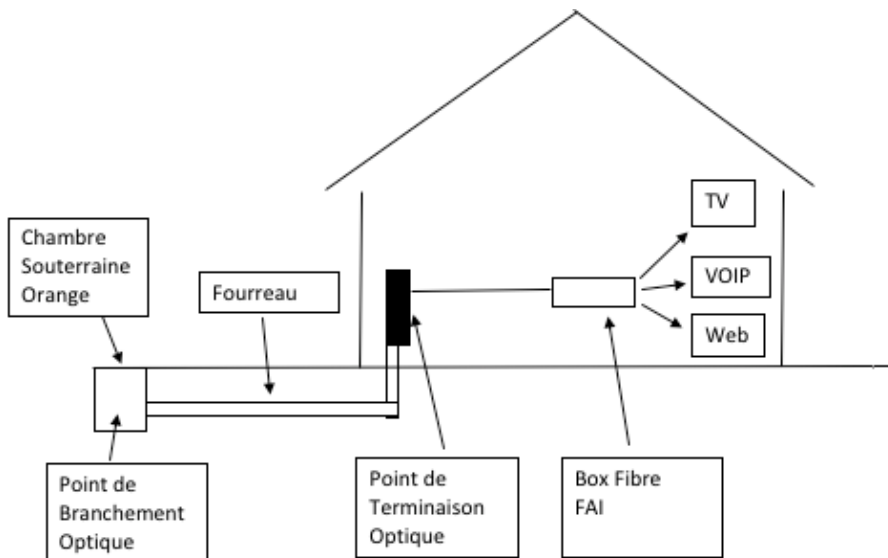 TV
Chambre
Souterraine
Orange
Fourreau
VOIP
Web
Point de
Branchement
Optique
Point de
Terminaison
Optique
Box Fibre
FAI